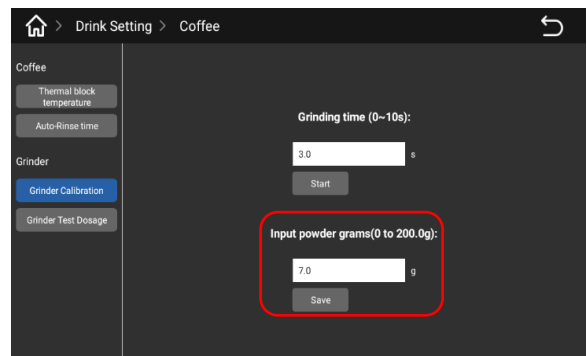 > Drink Setting > Coffee
Coffee
Thermal block
temperature
Auto-Rinse time
Grinder
Grinder Calibration
Grinder Test Dosage
Grinding time (0~10s):
3.0 s
Start
Input powder grams(0 to 200.0g):
7.0 g
Save